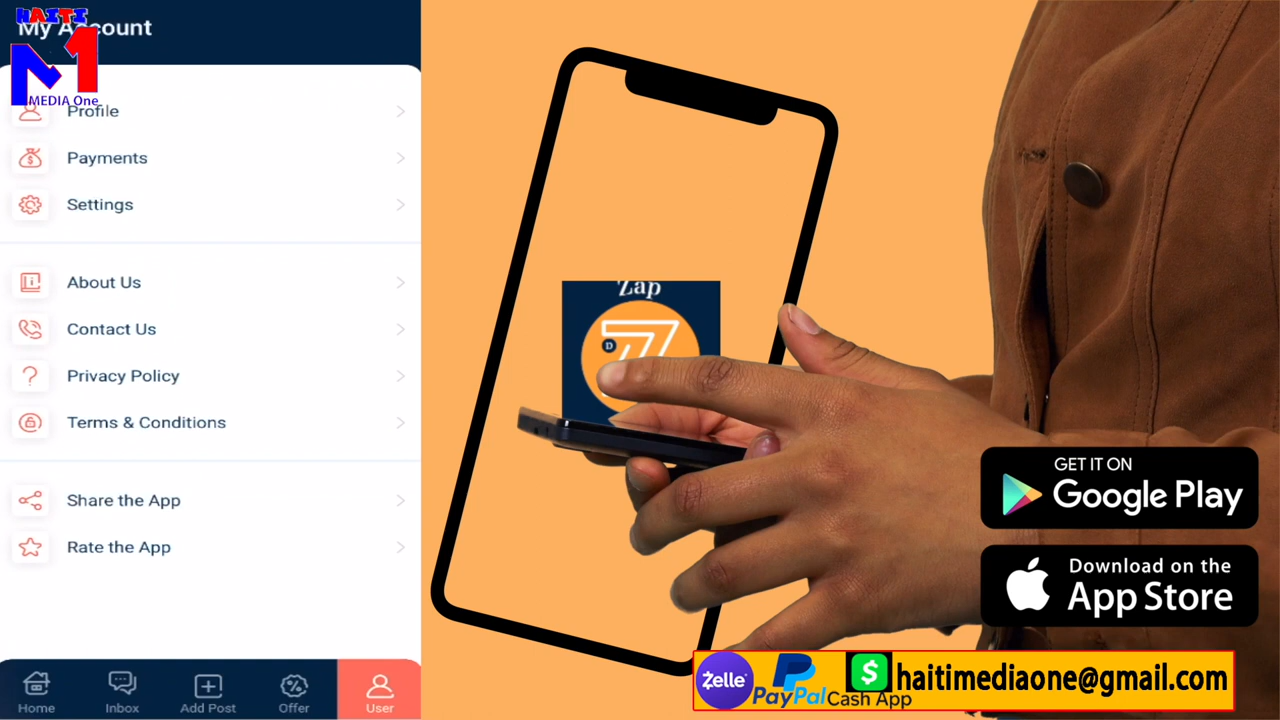 HAITI
My Account
M1
MEDIA One
Profile
Payments
Settings
About Us
Contact Us
Privacy Policy
Terms & Conditions
Share the App
Rate the App
Home
Inbox
Add Post
Offer
User
Zap
D
GET IT ON
Google Play
Download on the
App Store
Zelle
PayPal
$
Cash App
haitimediaone@gmail.com